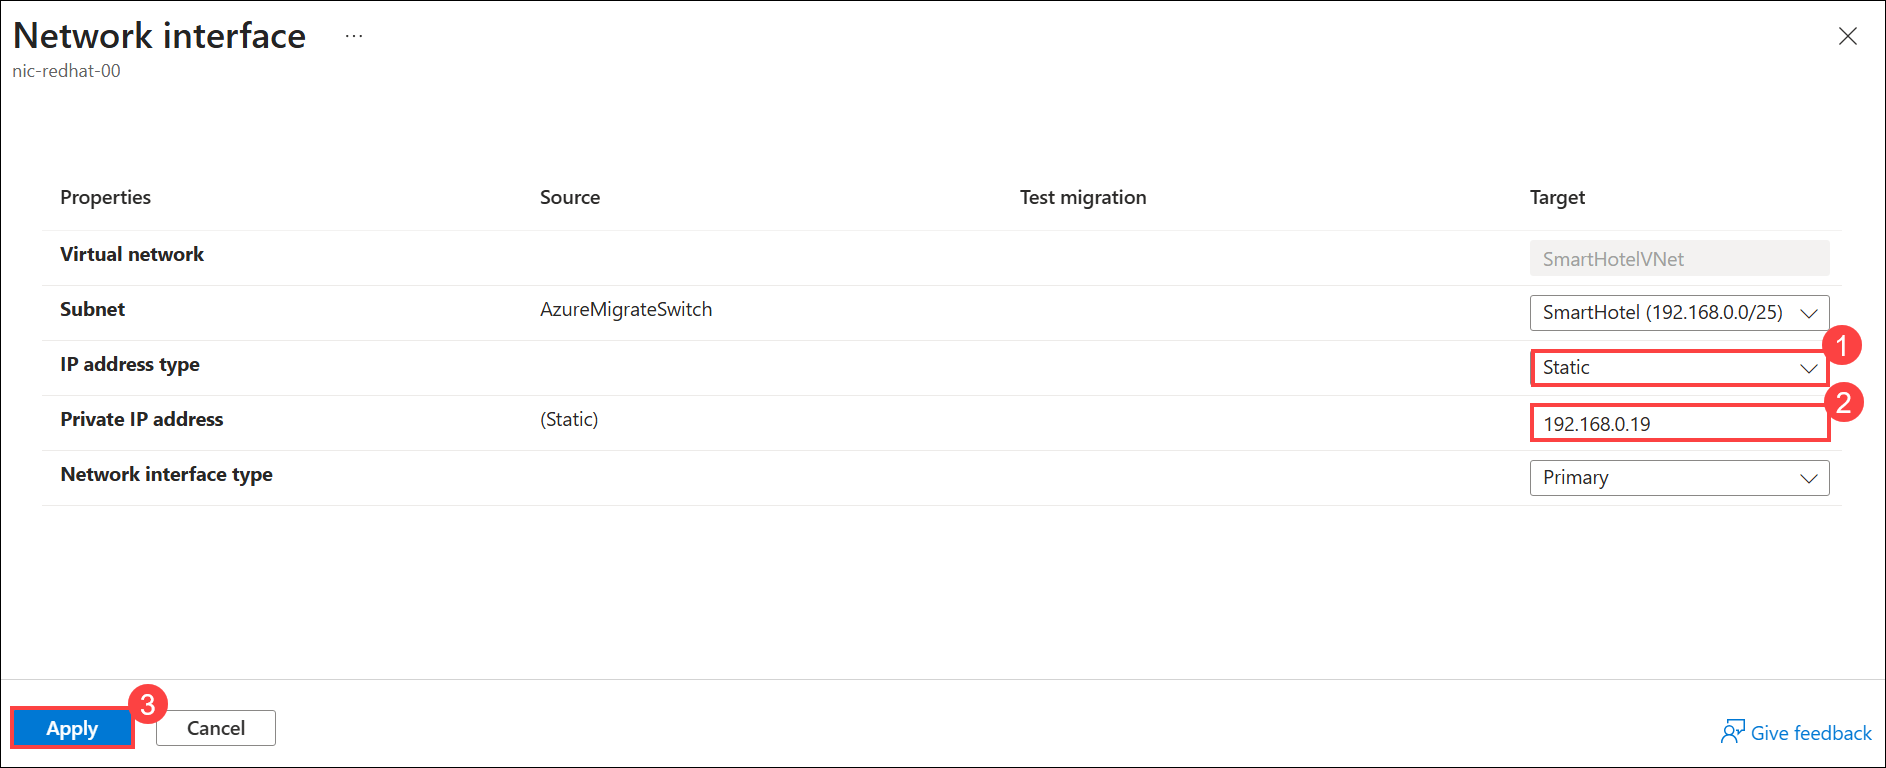 Network interface ...
nic-redhat-00
Properties Source Test migration Target
Virtual network SmartHotelVNet
Subnet AzureMigrateSwitch SmartHotel (192.168.0.0/25)
1
IP address type Static
2
Private IP address (Static) 192.168.0.19
Network interface type Primary
3
Apply Cancel
Give feedback